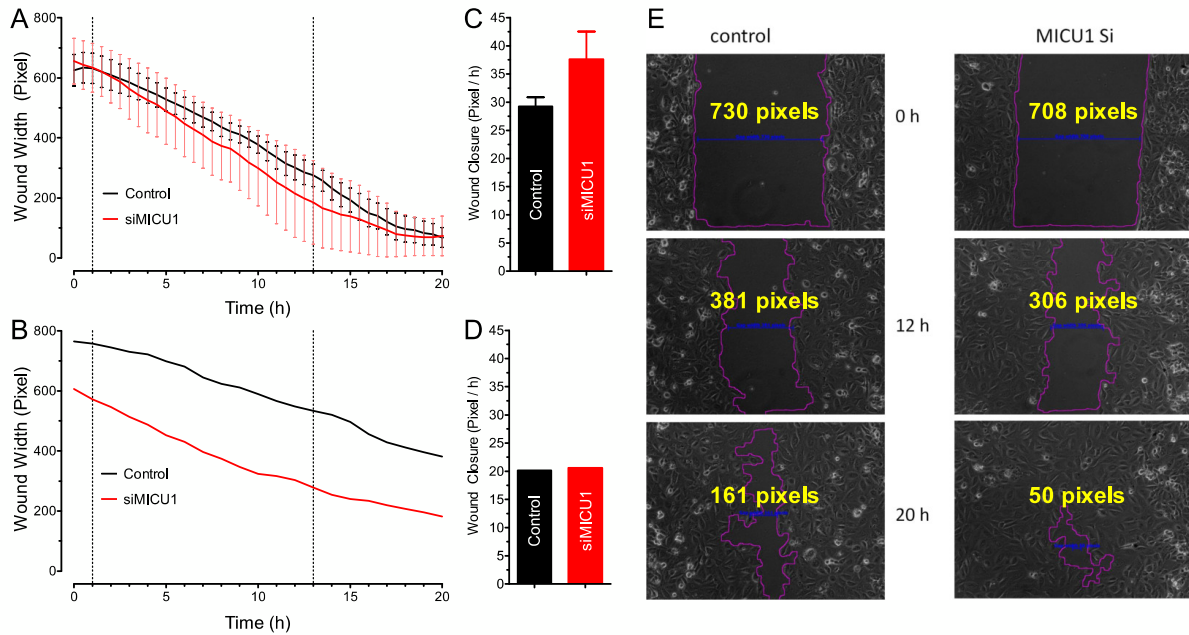 A
Wound Width (Pixel)
800
600
400
200
0
Control
siMICU1
0
5
10
15
20
Time (h)
C
Wound Closure (Pixel / h)
45
40
35
30
25
20
15
10
5
0
Control
siMICU1
B
Wound Width (Pixel)
800
600
400
200
0
Control
siMICU1
0
5
10
15
20
Time (h)
D
Wound Closure (Pixel / h)
45
40
35
30
25
20
15
10
5
0
Control
siMICU1
E
control
MICU1 Si
730 pixels
0 h
708 pixels
381 pixels
12 h
306 pixels
161 pixels
20 h
50 pixels